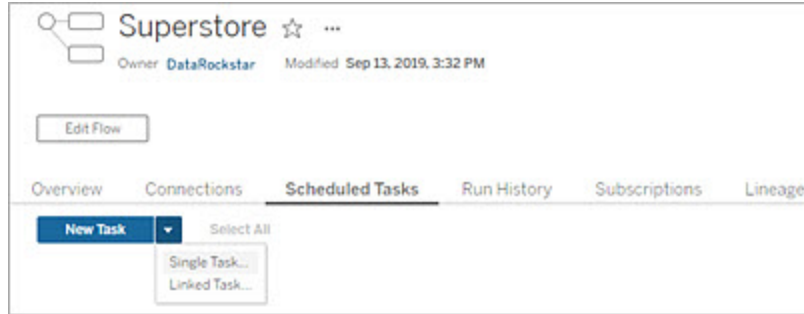 Superstore ☆ ···
Owner DataRockstar Modified Sep 13, 2019, 3:32 PM
Edit Flow
Overview Connections Scheduled Tasks Run History Subscriptions Lineage
New Task Select All
Single Task...
Linked Task...